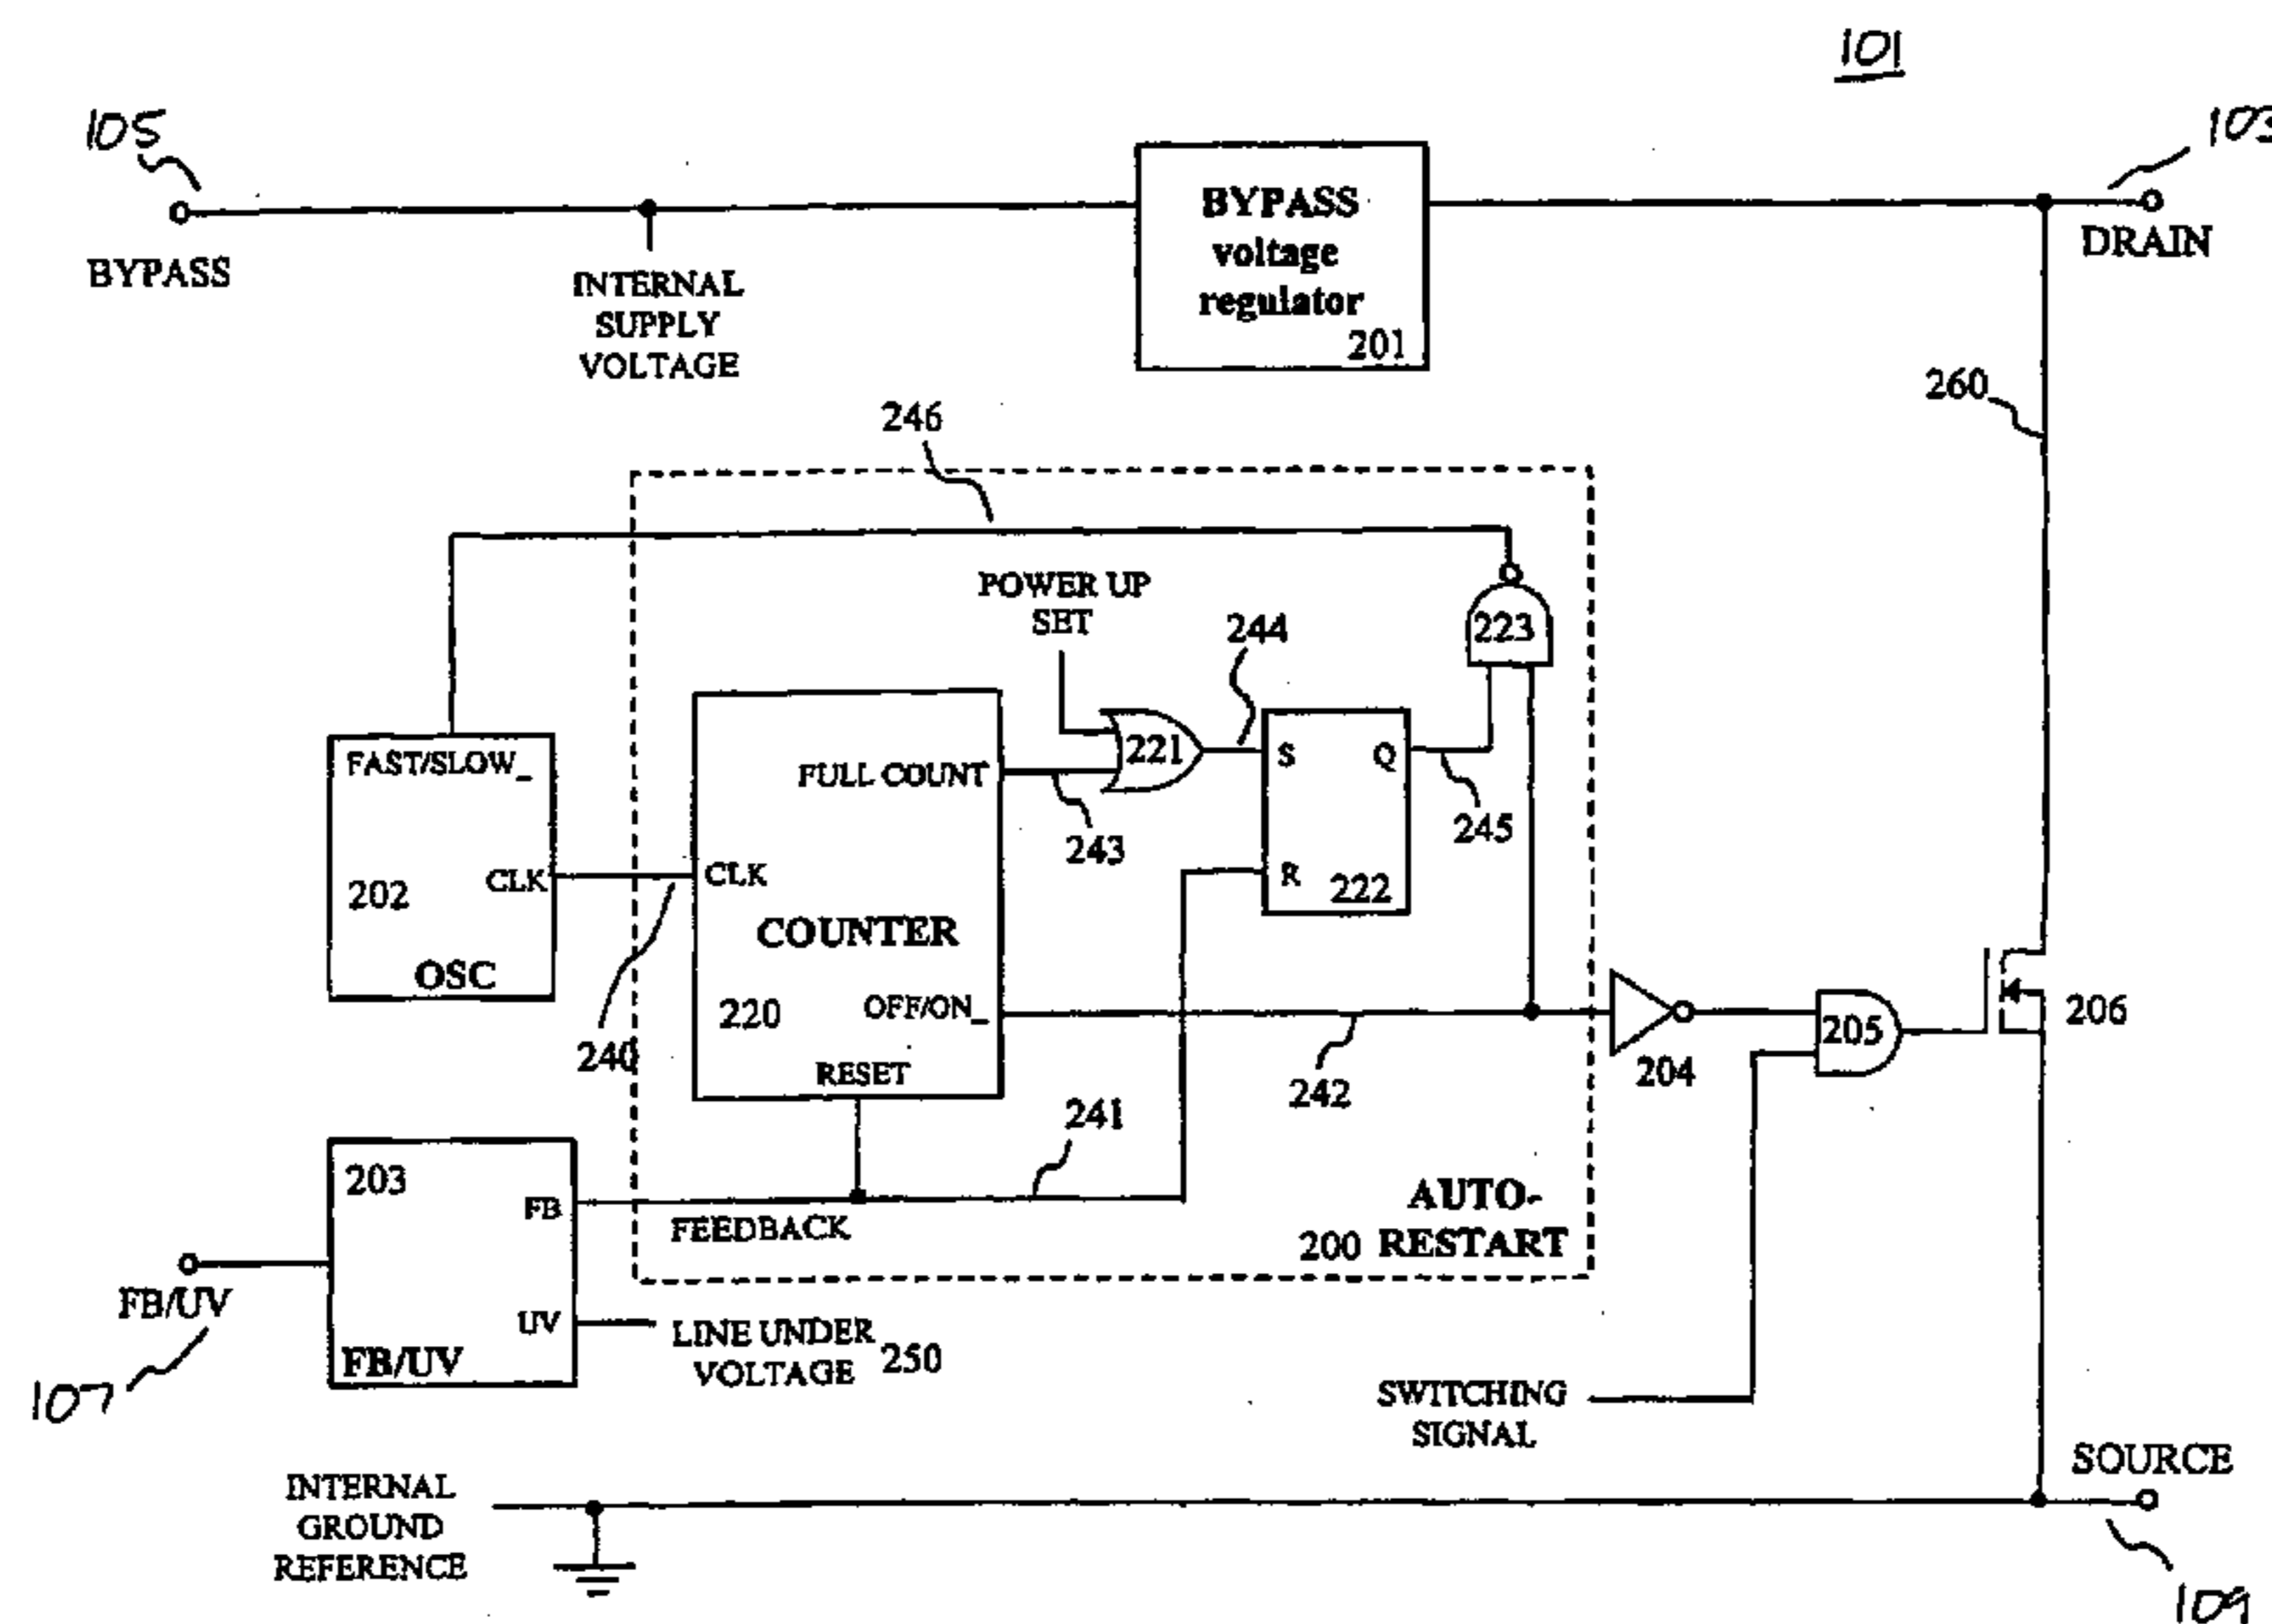 101
105
103
BYPASS
BYPASS
voltage
regulator
201
DRAIN
INTERNAL
SUPPLY
VOLTAGE
260
246
POWER UP
SET
244
223
FAST/SLOW_
221
S
Q
FULL COUNT
243
245
CLK
202
CLK
R
222
COUNTER
OSC
220
OFF/ON_
206
205
240
RESET
242
204
241
203
FB
FEEDBACK
AUTO-
200 RESTART
FB/UV
UV
LINE UNDER
VOLTAGE
250
FB/UV
107
SWITCHING
SIGNAL
SOURCE
INTERNAL
GROUND
REFERENCE
109